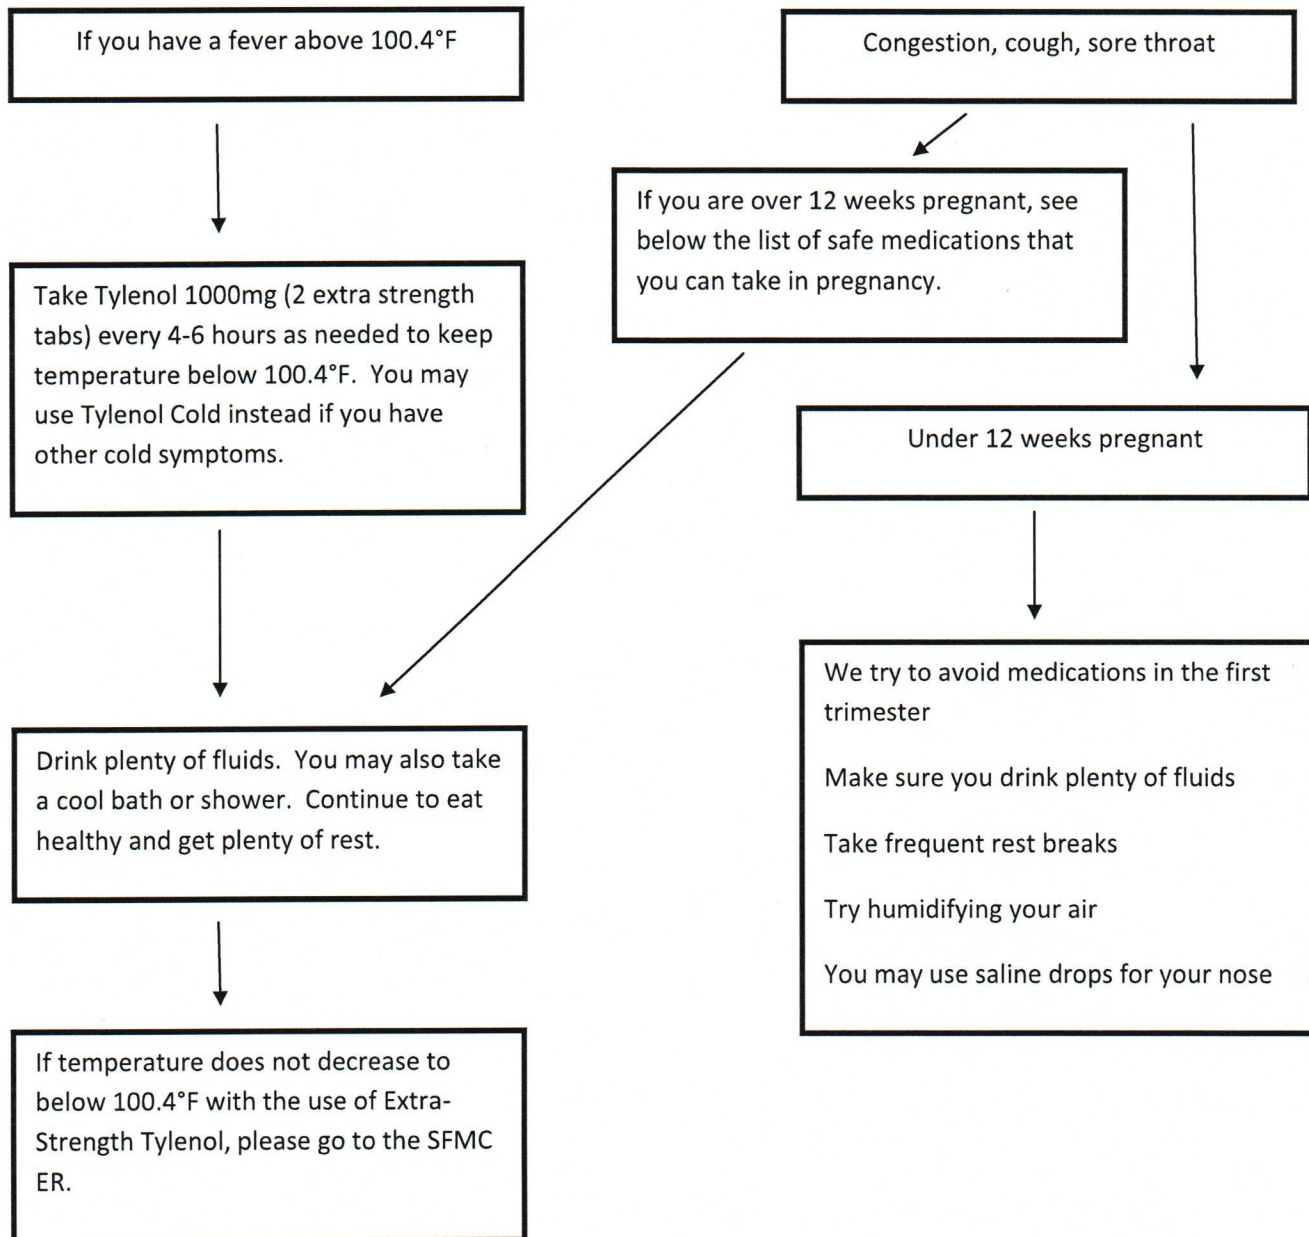 If you have a fever above 100.4°F
Take Tylenol 1000mg (2 extra strength
tabs) every 4-6 hours as needed to keep
temperature below 100.4°F.  You may
use Tylenol Cold instead if you have
other cold symptoms.
Drink plenty of fluids.  You may also take
a cool bath or shower.  Continue to eat
healthy and get plenty of rest.
If temperature does not decrease to
below 100.4°F with the use of Extra-
Strength Tylenol, please go to the SFMC
ER.
Congestion, cough, sore throat
If you are over 12 weeks pregnant, see
below the list of safe medications that
you can take in pregnancy.
Under 12 weeks pregnant
We try to avoid medications in the first
trimester
Make sure you drink plenty of fluids
Take frequent rest breaks
Try humidifying your air
You may use saline drops for your nose